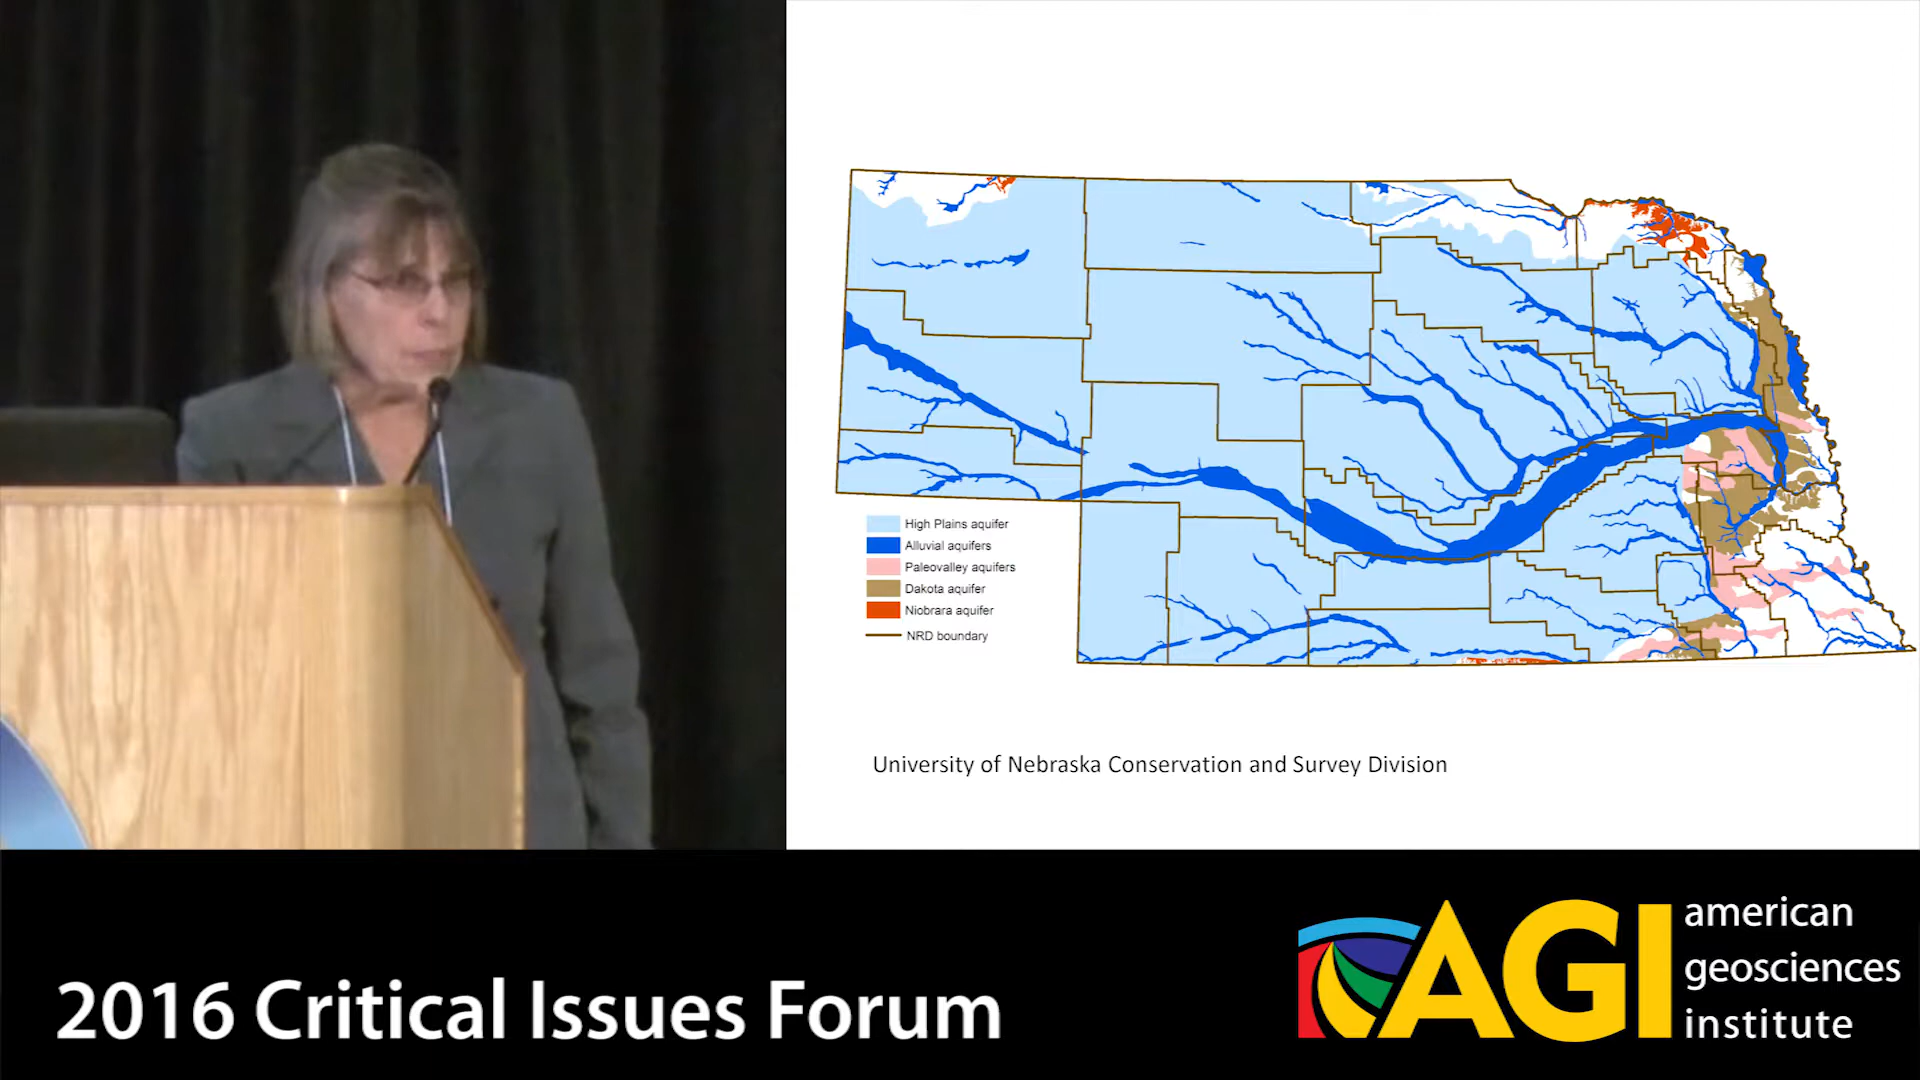 High Plains aquifer
Alluvial aquifers
Paleovalley aquifers
Dakota aquifer
Niobrara aquifer
NRD boundary
University of Nebraska Conservation and Survey Division
2016 Critical Issues Forum
AGI
american
geosciences
institute